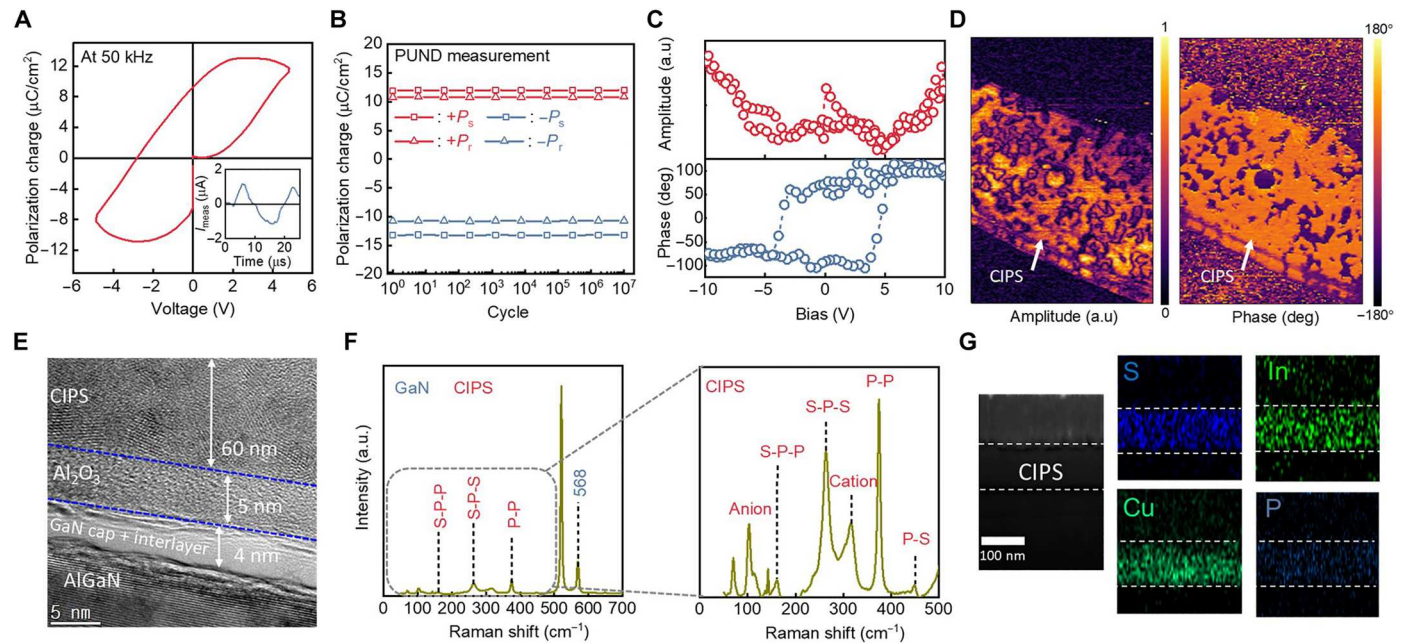 A
At 50 kHz
Polarization charge (μC/cm²)
12
8
4
0
−4
−8
−12
−6
−4
−2
0
2
4
6
Voltage (V)
I_meas (μA)
2
1
0
−2
0
10
20
Time (μs)
B
PUND measurement
Polarization charge (μC/cm²)
20
15
10
5
0
−5
−10
−15
−20
: +Ps : −Ps
: +Pr : −Pr
10⁰ 10¹ 10² 10³ 10⁴ 10⁵ 10⁶ 10⁷
Cycle
C
Amplitude (a.u)
Phase (deg)
100
50
0
−50
−100
−10 −5 0 5 10
Bias (V)
D
1
0
CIPS
Amplitude (a.u)
180°
−180°
CIPS
Phase (deg)
E
CIPS
60 nm
Al₂O₃
5 nm
GaN cap + interlayer
4 nm
AlGaN
5 nm
F
GaN CIPS
Intensity (a.u.)
S-P-P
S-P-S
P-P
568
0 100 200 300 400 500 600 700
Raman shift (cm⁻¹)
CIPS
Anion
S-P-P
S-P-S
Cation
P-P
P-S
0 100 200 300 400 500
Raman shift (cm⁻¹)
G
CIPS
100 nm
S
In
Cu
P